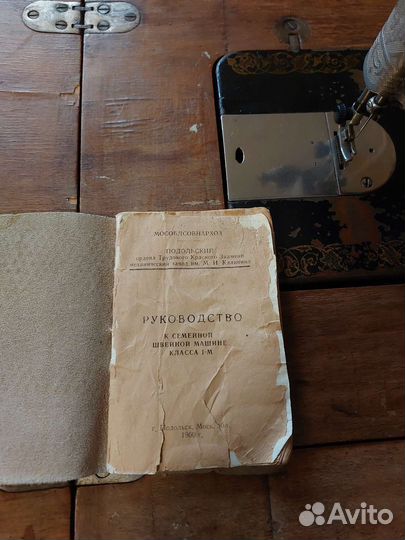 МОСОБЛСОВНАРХОЗ
ПОДОЛЬСКИЙ
ордена Трудового Красного Знамени
механический завод им. М. И. Калинина
РУКОВОДСТВО
К СЕМЕЙНОЙ
ШВЕЙНОЙ МАШИНЕ
КЛАССА 1-М
г. Подольск, Моск. обл.
1960 г.
Avito